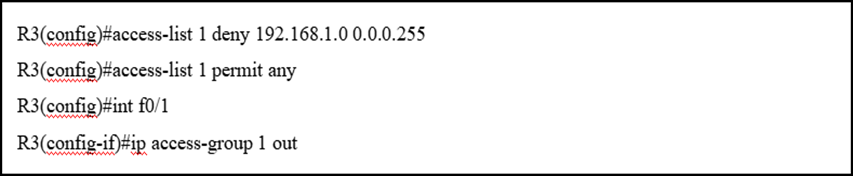 R3(config)#access-list 1 deny 192.168.1.0 0.0.0.255
R3(config)#access-list 1 permit any
R3(config)#int f0/1
R3(config-if)#ip access-group 1 out